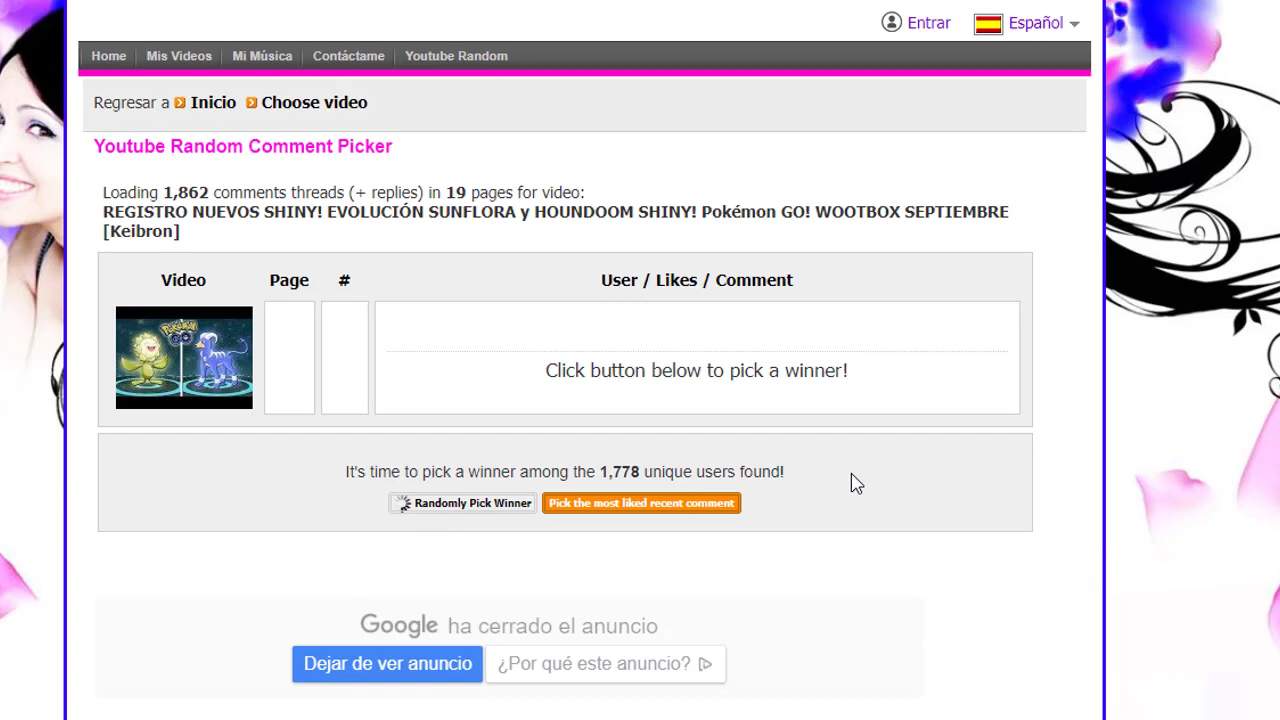 Entrar Español
Home Mis Videos Mi Música Contáctame Youtube Random
Regresar a Inicio Choose video
Youtube Random Comment Picker
Loading 1,862 comments threads (+ replies) in 19 pages for video:
REGISTRO NUEVOS SHINY! EVOLUCIÓN SUNFLORA y HOUNDOOM SHINY! Pokémon GO! WOOTBOX SEPTIEMBRE
[Keibron]
Video Page # User / Likes / Comment
POKÉMON
GO
Click button below to pick a winner!
It's time to pick a winner among the 1,778 unique users found!
Randomly Pick Winner Pick the most liked recent comment
Google ha cerrado el anuncio
Dejar de ver anuncio ¿Por qué este anuncio?